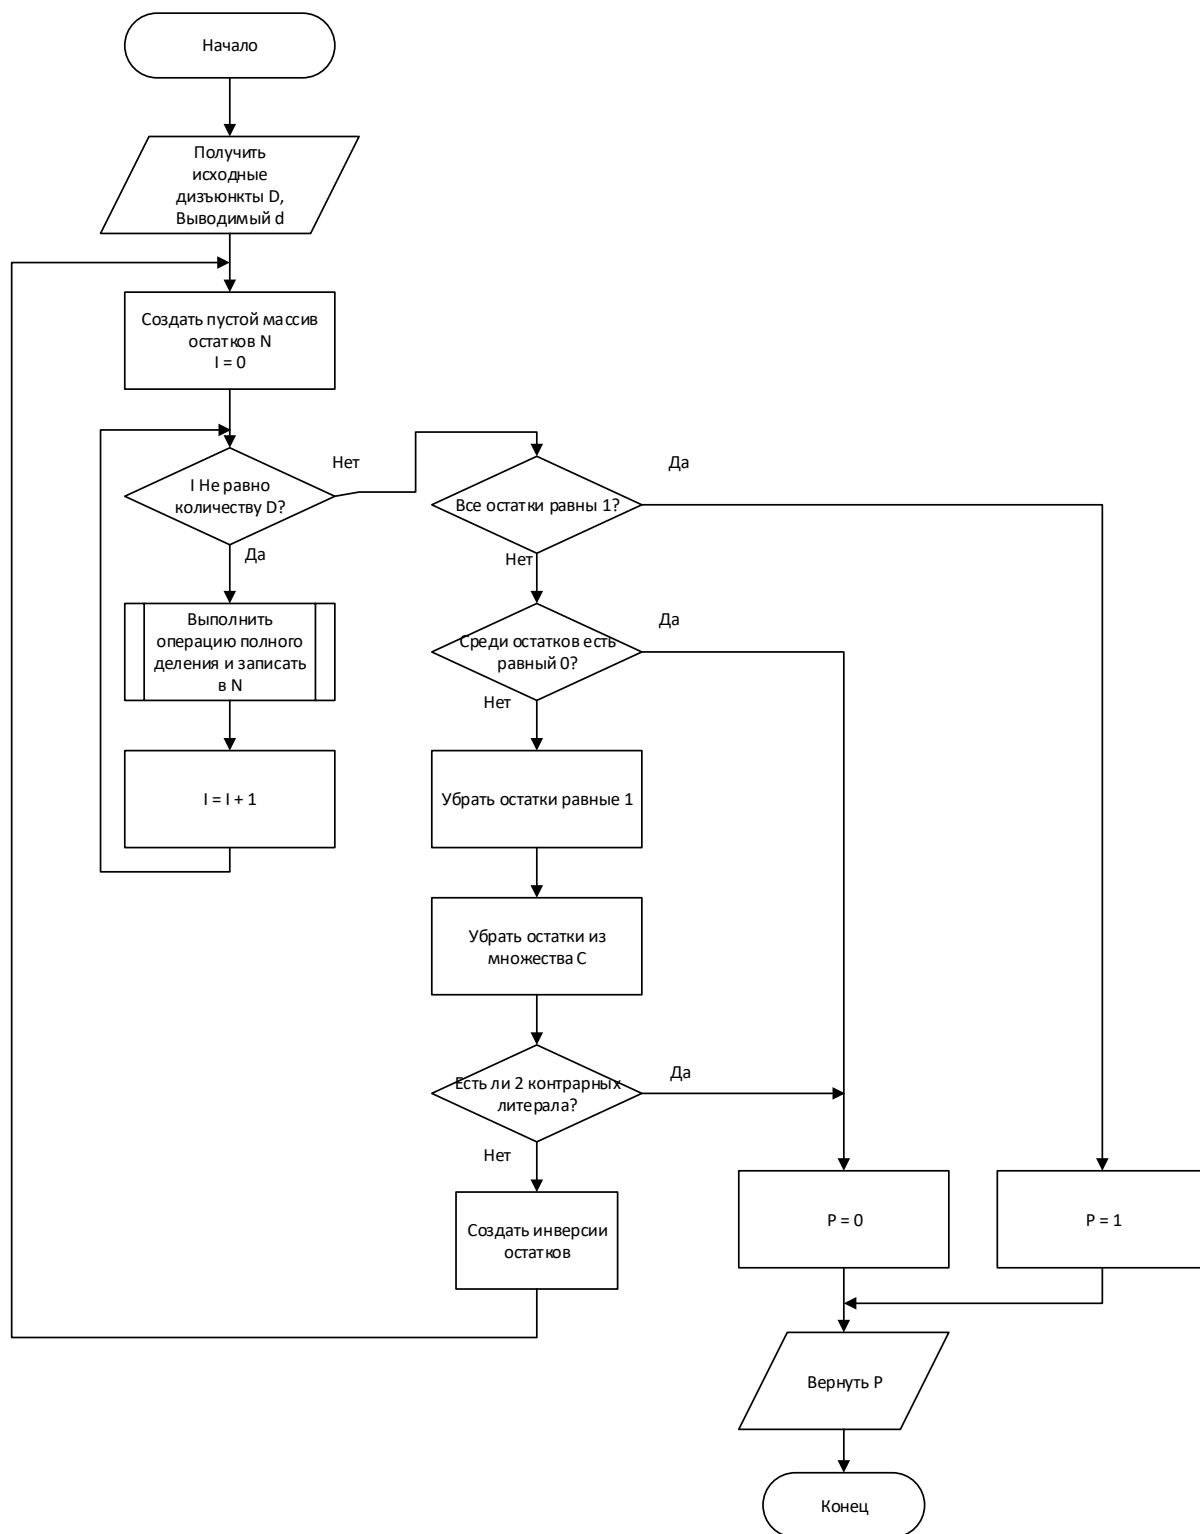 Начало
Получить
исходные
дизъюнкты D,
Выводимый d
Создать пустой массив
остатков N
I = 0
I Не равно
количеству D?
Нет
Да
Выполнить
операцию полного
деления и записать
в N
I = I + 1
Все остатки равны 1?
Да
Нет
Среди остатков есть
равный 0?
Да
Нет
Убрать остатки равные 1
Убрать остатки из
множества C
Есть ли 2 контрарных
литерала?
Да
Нет
Создать инверсии
остатков
P = 0
P = 1
Вернуть P
Конец